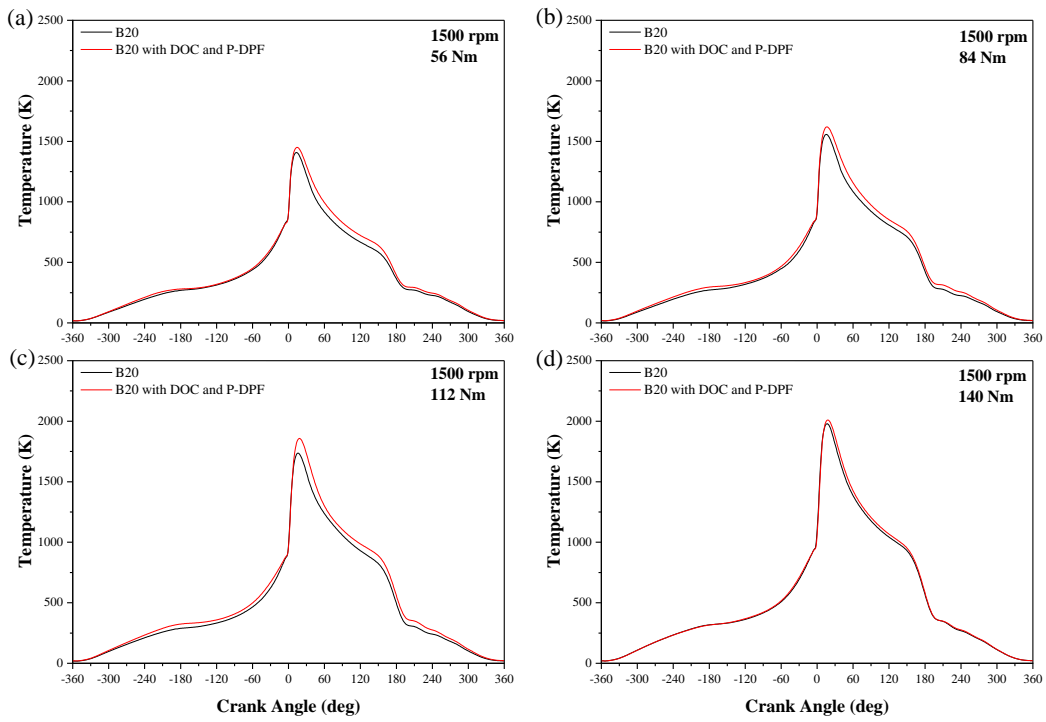 (a)
B20
B20 with DOC and P-DPF
1500 rpm
56 Nm
2500
2000
1500
1000
500
0
Temperature (K)
-360 -300 -240 -180 -120 -60 0 60 120 180 240 300 360
(b)
B20
B20 with DOC and P-DPF
1500 rpm
84 Nm
2500
2000
1500
1000
500
0
Temperature (K)
-360 -300 -240 -180 -120 -60 0 60 120 180 240 300 360
(c)
B20
B20 with DOC and P-DPF
1500 rpm
112 Nm
2500
2000
1500
1000
500
0
Temperature (K)
-360 -300 -240 -180 -120 -60 0 60 120 180 240 300 360
Crank Angle (deg)
(d)
B20
B20 with DOC and P-DPF
1500 rpm
140 Nm
2500
2000
1500
1000
500
0
Temperature (K)
-360 -300 -240 -180 -120 -60 0 60 120 180 240 300 360
Crank Angle (deg)